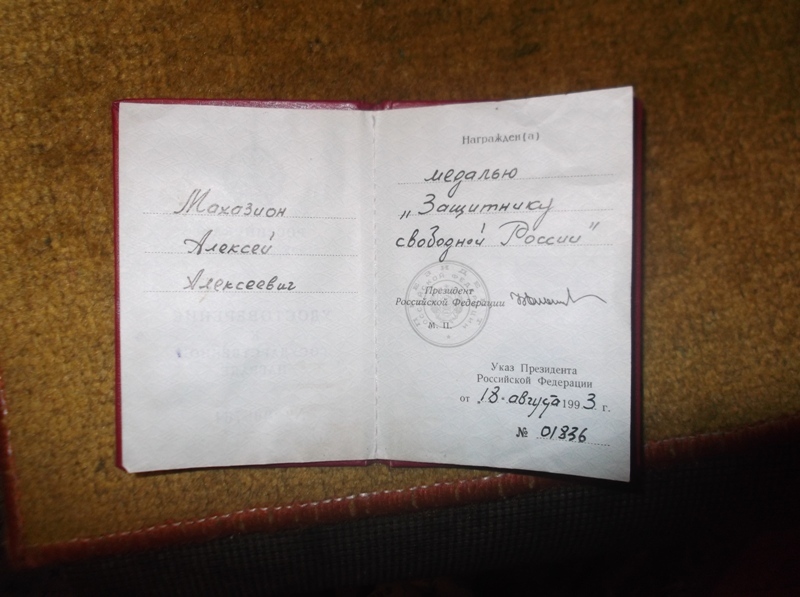 Махазион
Алексей
Алексеевич
Награжден(а)
медалью
„Защитнику
свободной России"
Президент
Российской Федерации
М. П.
Указ Президента
Российской Федерации
от 18 августа 1993 г.
№ 01836